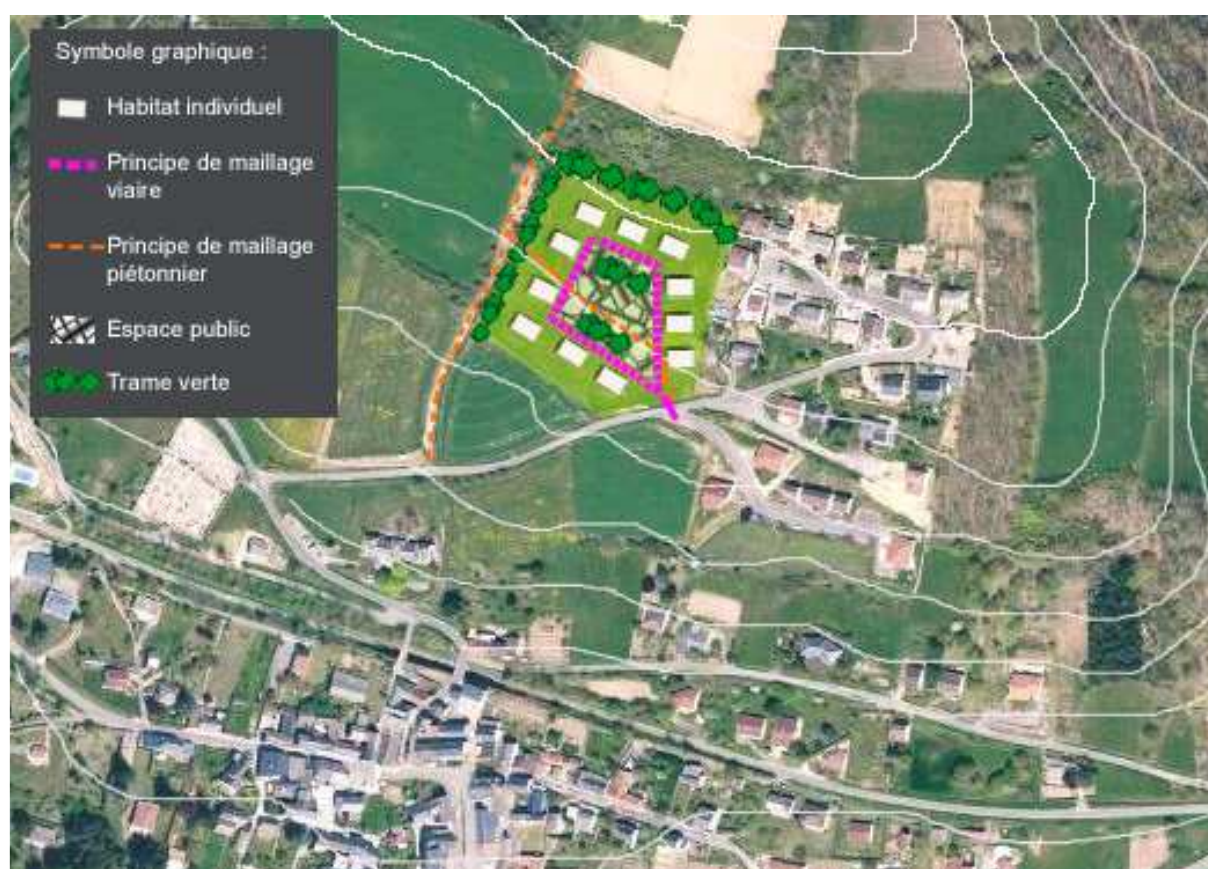 Symbole graphique :
Habitat individuel
Principe de maillage
viaire
Principe de maillage
piétonnier
Espace public
Trame verte